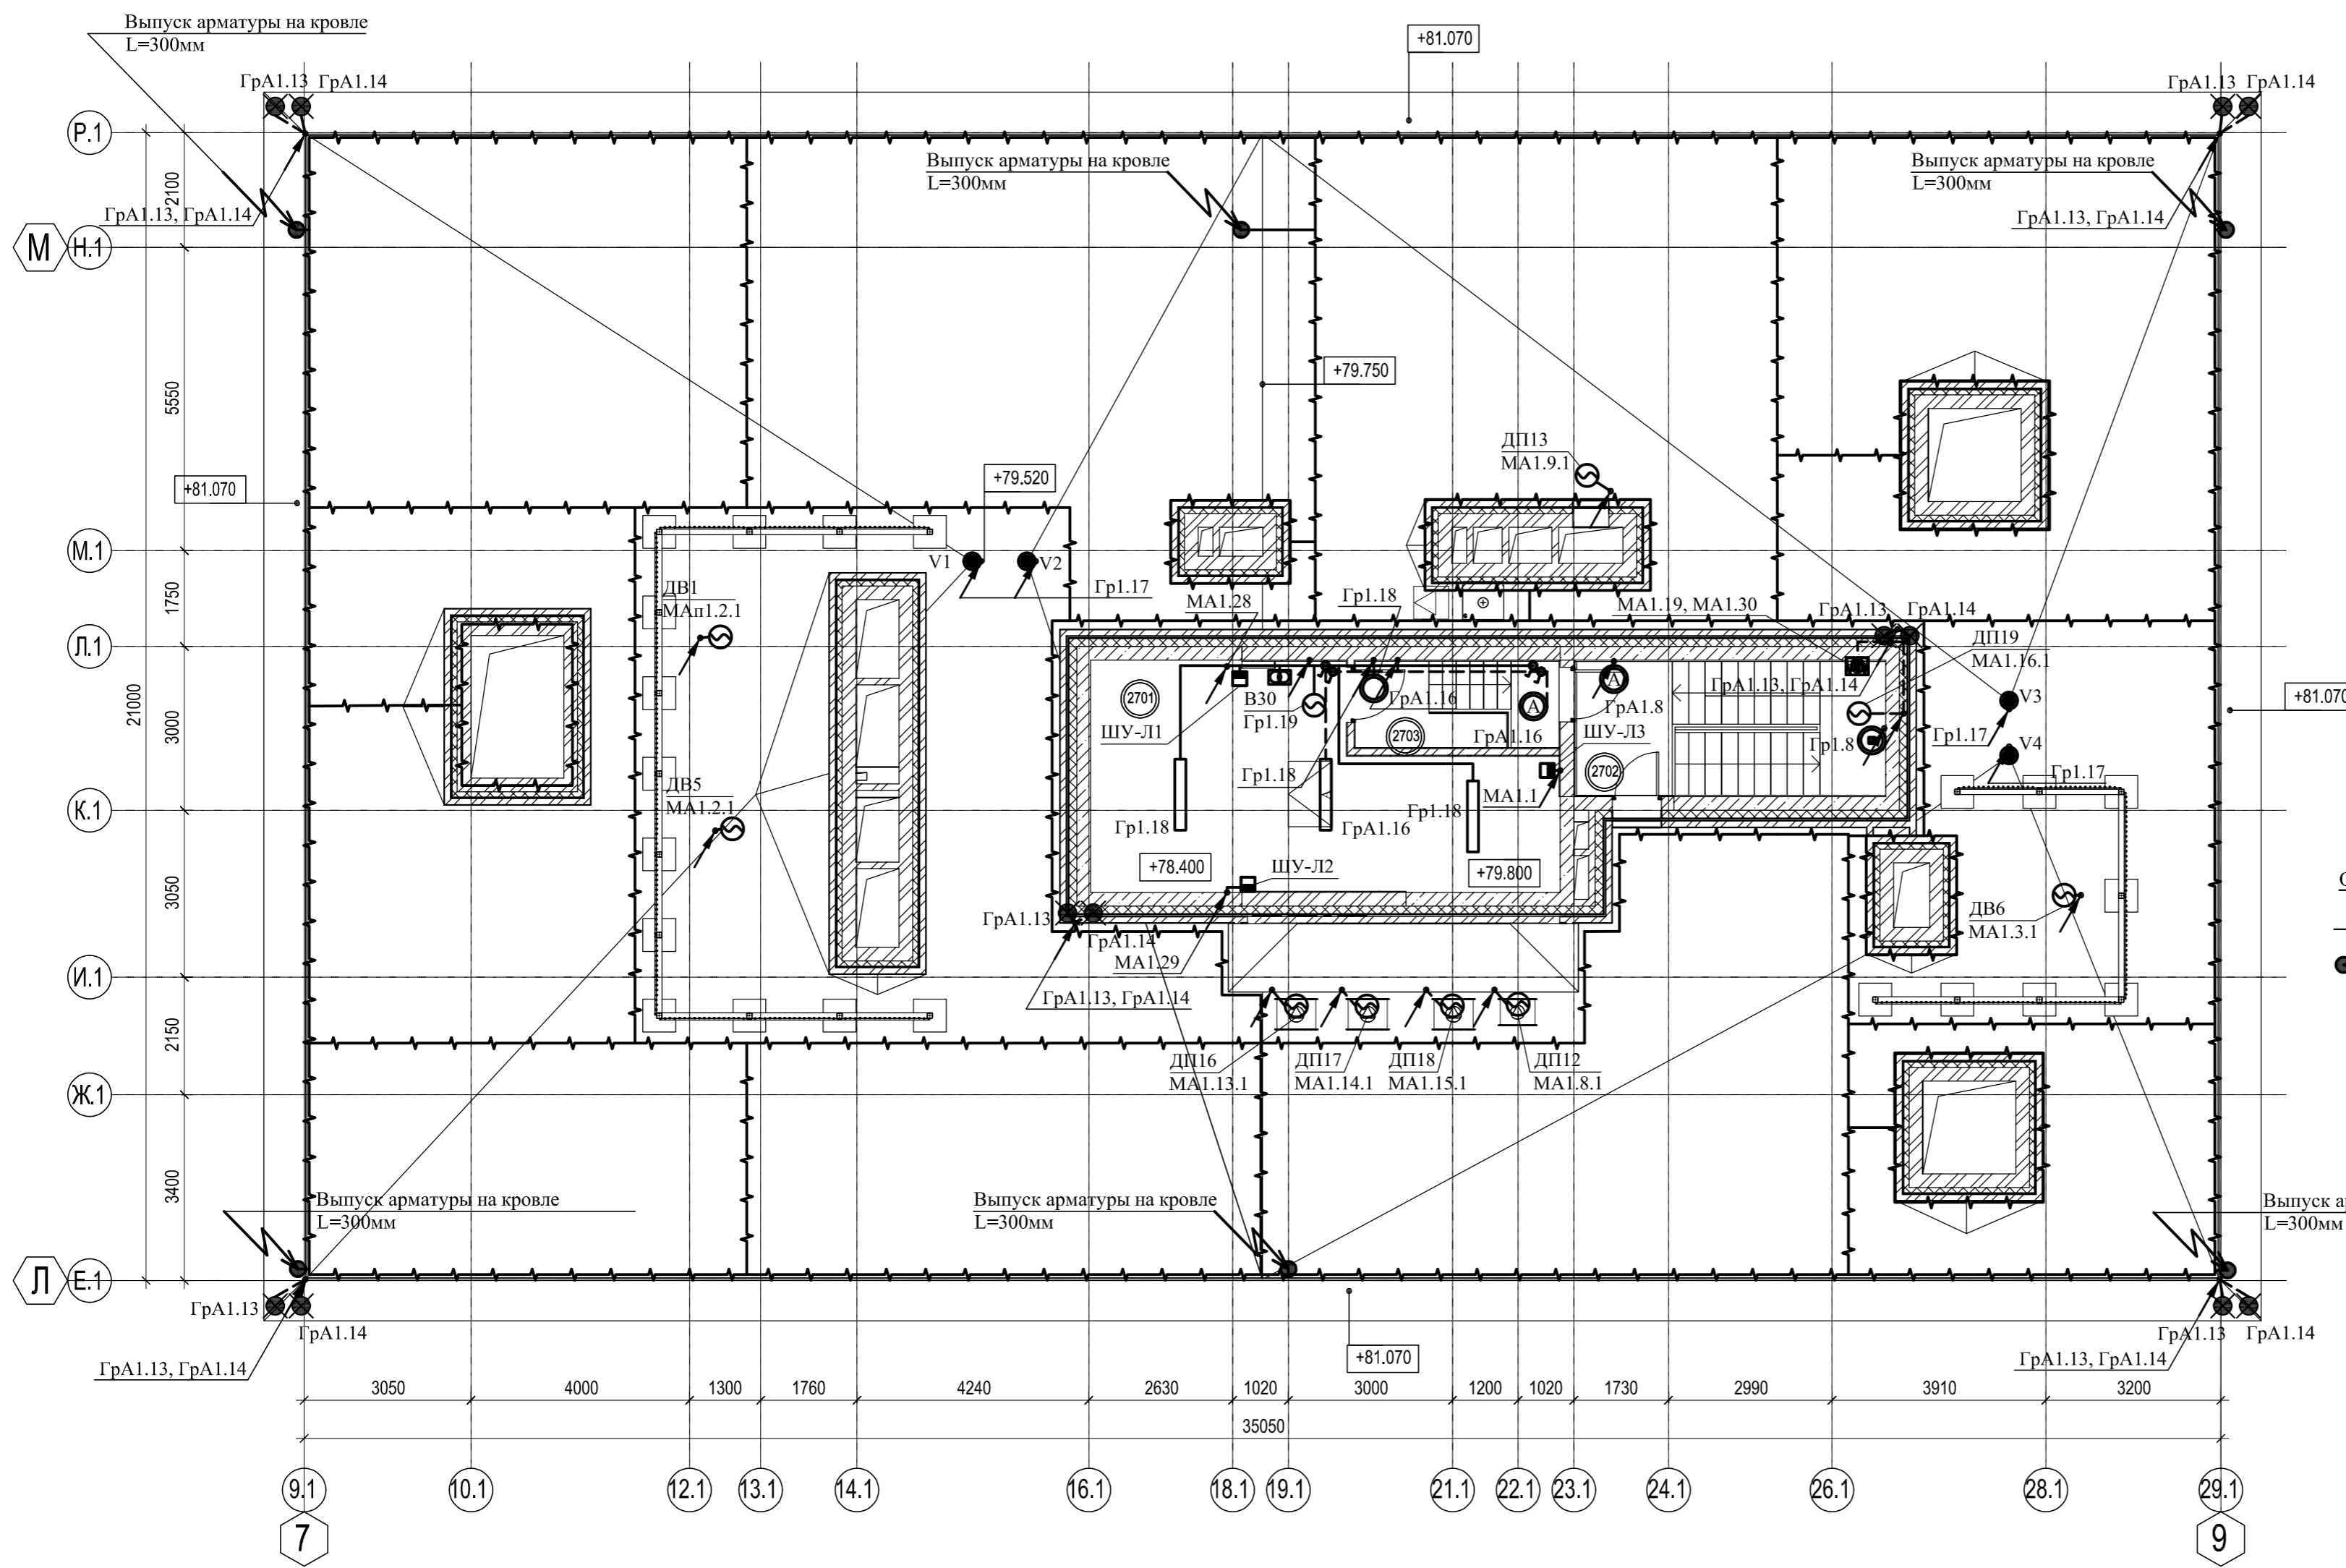 Выпуск арматуры на кровле
L=300мм
+81.070
ГрА1.13 ГрА1.14
ГрА1.13 ГрА1.14
Р.1
Выпуск арматуры на кровле
L=300мм
Выпуск арматуры на кровле
L=300мм
2100
ГрА1.13, ГрА1.14
ГрА1.13, ГрА1.14
М
Н.1
+79.750
5550
ДП13
МА1.9.1
+81.070
+79.520
М.1
V1
V2
ДВ1
МАп1.2.1
1750
Гр1.17
МА1.28
Гр1.18
МА1.19, МА1.30
ГрА1.13
ГрА1.14
Л.1
ДП19
МА1.16.1
21000
3000
2701
В30
Гр1.19
ГрА1.16
А
ГрА1.8
ГрА1.13, ГрА1.14
V3
+81.070
ШУ-Л1
2703
А
ГрА1.16
ШУ-Л3
Гр1.8
Гр1.17
V4
2702
Гр1.17
ДВ5
МА1.2.1
Гр1.18
А
МА1.1
К.1
Гр1.18
ГрА1.16
Гр1.18
+78.400
ШУ-Л2
+79.800
3050
ДВ6
МА1.3.1
ГрА1.13
ГрА1.14
МА1.29
И.1
ГрА1.13, ГрА1.14
2150
ДП16
МА1.13.1
ДП17
МА1.14.1
ДП18
МА1.15.1
ДП12
МА1.8.1
Ж.1
3400
Выпуск арматуры на кровле
L=300мм
Выпуск арматуры на кровле
L=300мм
Выпуск а
L=300мм
Л
Е.1
ГрА1.13
ГрА1.14
ГрА1.13
ГрА1.14
ГрА1.13, ГрА1.14
+81.070
ГрА1.13, ГрА1.14
3050 4000 1300 1760 4240 2630 1020 3000 1200 1020 1730 2990 3910 3200
35050
9.1 10.1 12.1 13.1 14.1 16.1 18.1 19.1 21.1 22.1 23.1 24.1 26.1 28.1 29.1
7 9